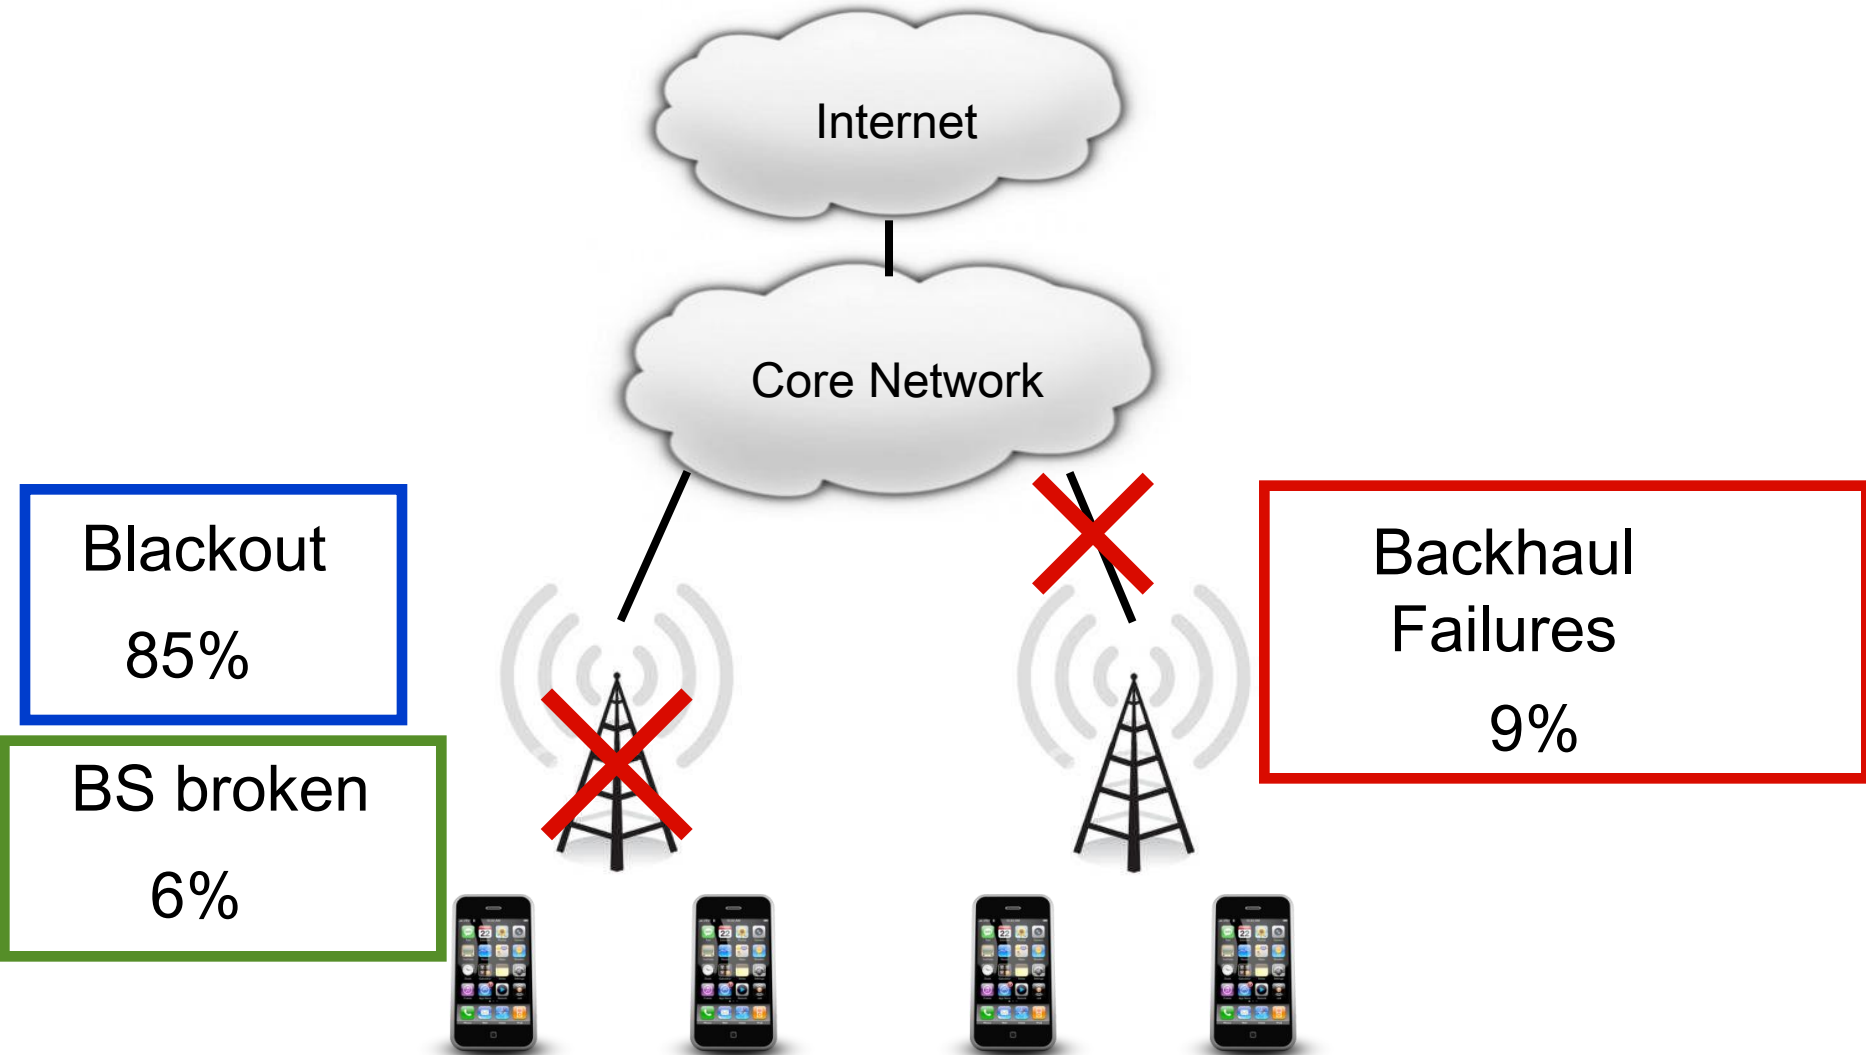 Internet
Core Network
Blackout
85%
BS broken
6%
Backhaul
Failures
9%